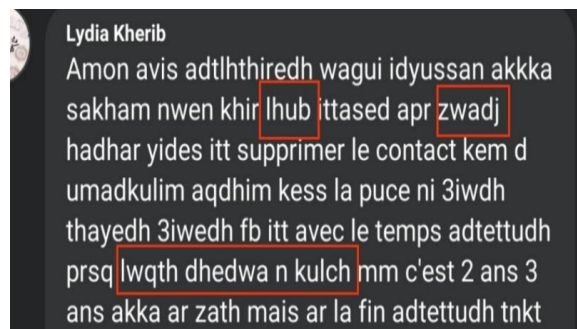 Lydia Kherib
Amon avis adtlhthiredh wagui idyussan akkka
sakham nwen khir lhub ittased apr zwadj
hadhar yides itt supprimer le contact kem d
umadkulim aqdhim kess la puce ni 3iwdh
thayedh 3iwedh fb itt avec le temps adtettudh
prsq lwqth dhedwa n kulch mm c'est 2 ans 3
ans akka ar zath mais ar la fin adtettudh tnkt